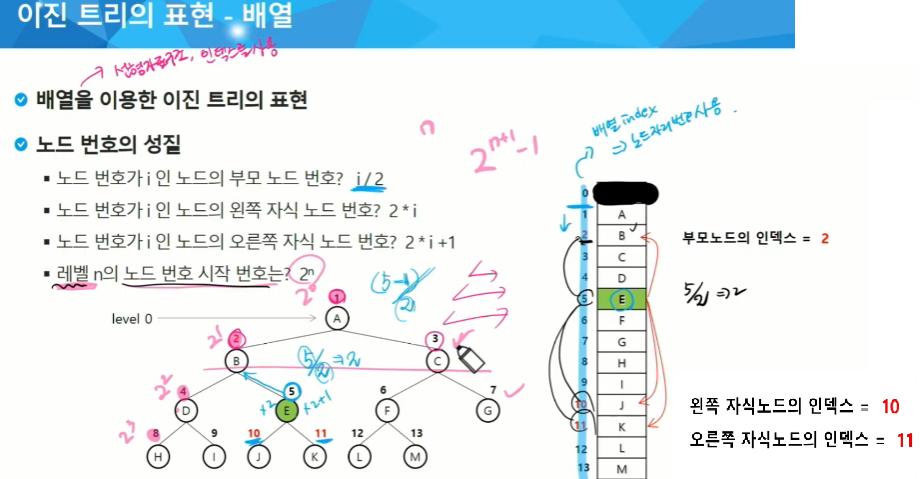 이진 트리의 표현 - 배열
선형자료구조, 인덱스를 사용
배열을 이용한 이진 트리의 표현
노드 번호의 성질
노드 번호가 i 인 노드의 부모 노드 번호? i / 2
노드 번호가 i 인 노드의 왼쪽 자식 노드 번호? 2 * i
노드 번호가 i 인 노드의 오른쪽 자식 노드 번호? 2 * i +1
레벨 n의 노드 번호 시작 번호는? 2ⁿ
n
2ⁿ⁺¹-1
(5-1)/2
level 0
2⁰ 1
A
2¹ 2 3
B C
5/2 ⇒ 2
2² 4 5 6 7
D E F G
*2 *2+1
2³ 8 9 10 11 12 13
H I J K L M
배열 index
⇒ 노드자리 번호 사용.
0
1 A
2 B
3 C
4 D
5 E
6 F
7 G
8 H
9 I
10 J
11 K
12 L
13 M
부모노드의 인덱스 = 2
5/2 ⇒ 2
왼쪽 자식노드의 인덱스 = 10
오른쪽 자식노드의 인덱스 = 11